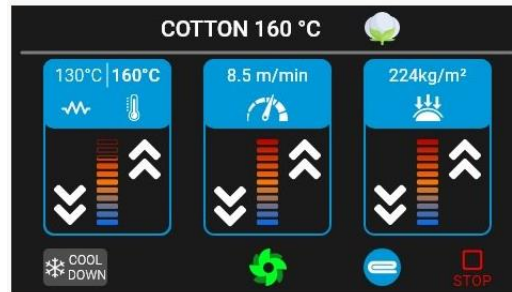 COTTON 160 °C
130°C 160°C
8.5 m/min
224kg/m²
COOL
DOWN
STOP